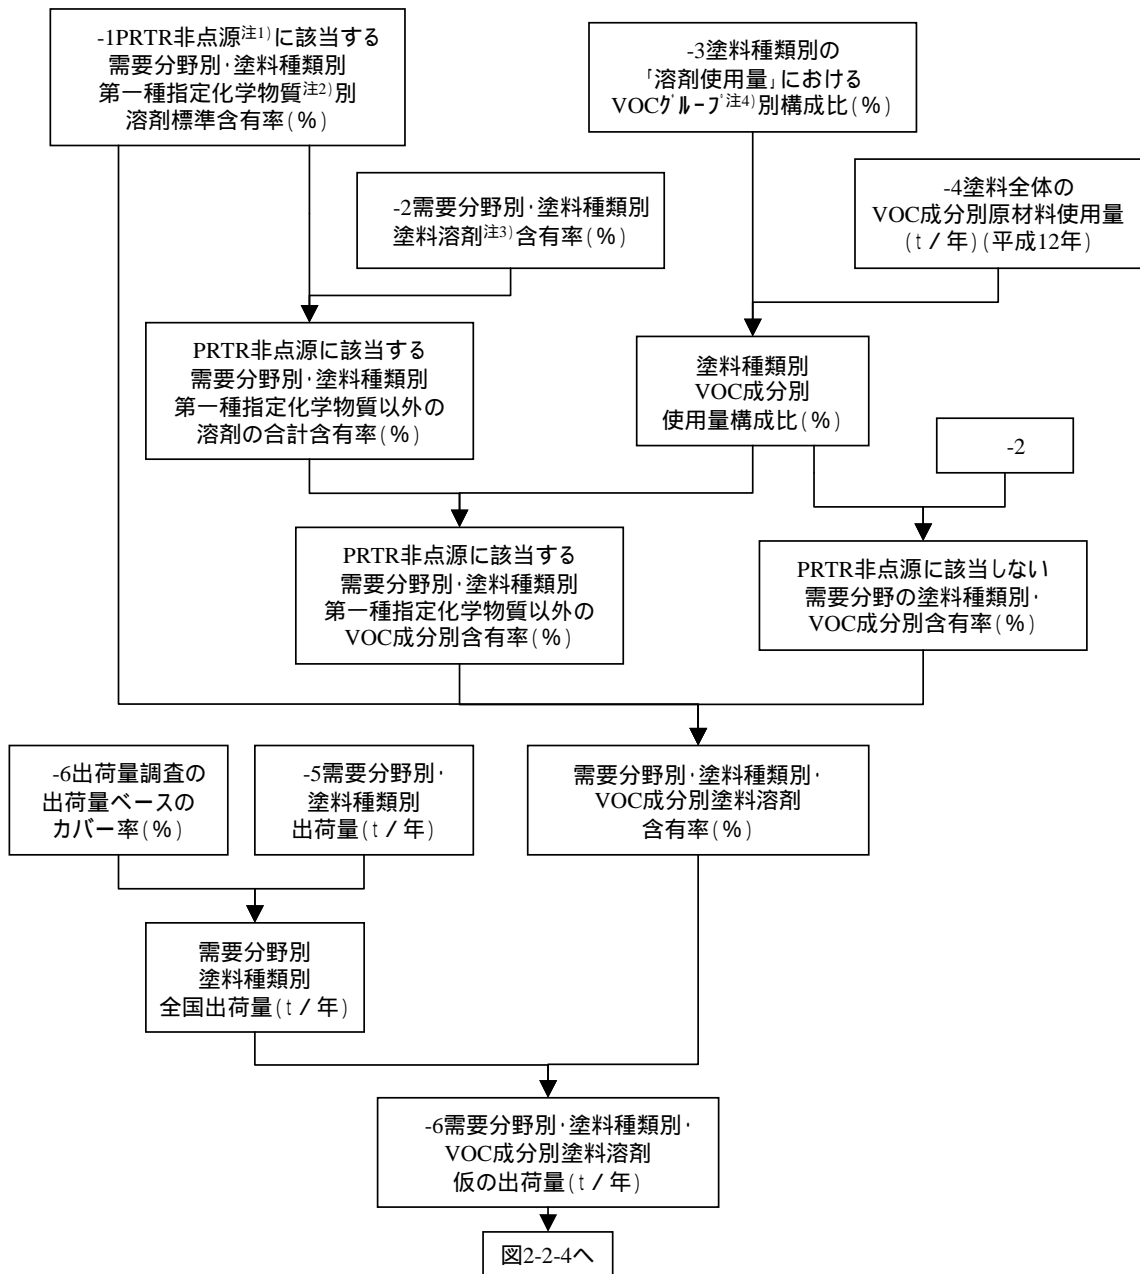 -1PRTR非点源注1)に該当する
需要分野別・塗料種類別
第一種指定化学物質注2)別
溶剤標準含有率(%)
-3塗料種類別の
「溶剤使用量」における
VOCグループ注4)別構成比(%)
-2需要分野別・塗料種類別
塗料溶剤注3)含有率(%)
-4塗料全体の
VOC成分別原材料使用量
(t/年)(平成12年)
PRTR非点源に該当する
需要分野別・塗料種類別
第一種指定化学物質以外の
溶剤の合計含有率(%)
塗料種類別
VOC成分別
使用量構成比(%)
-2
PRTR非点源に該当する
需要分野別・塗料種類別
第一種指定化学物質以外の
VOC成分別含有率(%)
PRTR非点源に該当しない
需要分野の塗料種類別・
VOC成分別含有率(%)
-6出荷量調査の
出荷量ベースの
カバー率(%)
-5需要分野別・
塗料種類別
出荷量(t/年)
需要分野別・塗料種類別・
VOC成分別塗料溶剤
含有率(%)
需要分野別
塗料種類別
全国出荷量(t/年)
-6需要分野別・塗料種類別・
VOC成分別塗料溶剤
仮の出荷量(t/年)
図2-2-4へ